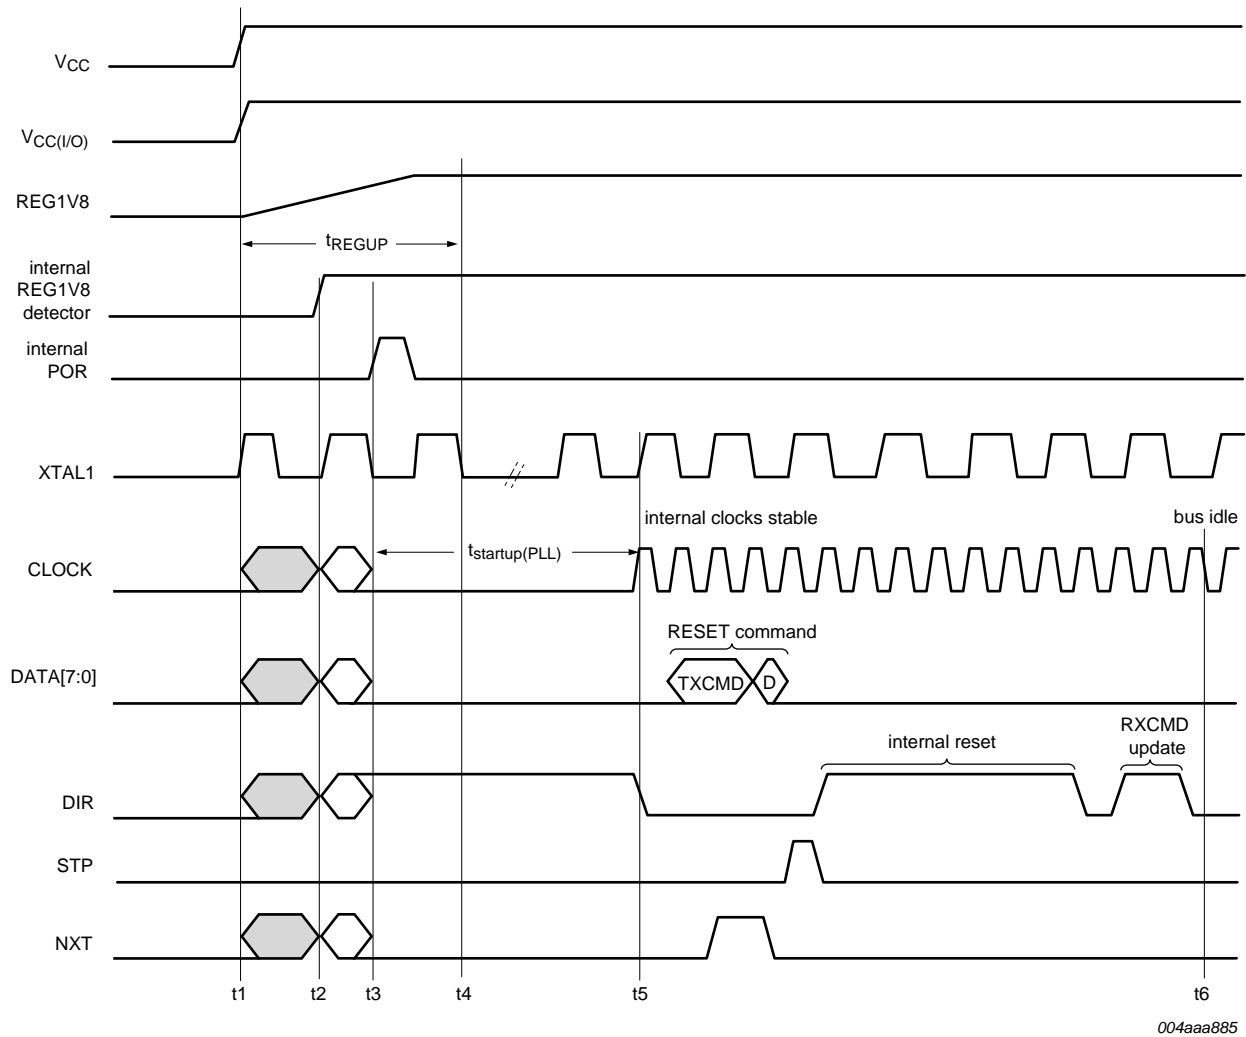 VCC
VCC(I/O)
REG1V8
tREGUP
internal
REG1V8
detector
internal
POR
XTAL1
internal clocks stable
bus idle
tstartup(PLL)
CLOCK
RESET command
DATA[7:0]
TXCMD
D
RXCMD
update
internal reset
DIR
STP
NXT
t1
t2
t3
t4
t5
t6
004aaa885